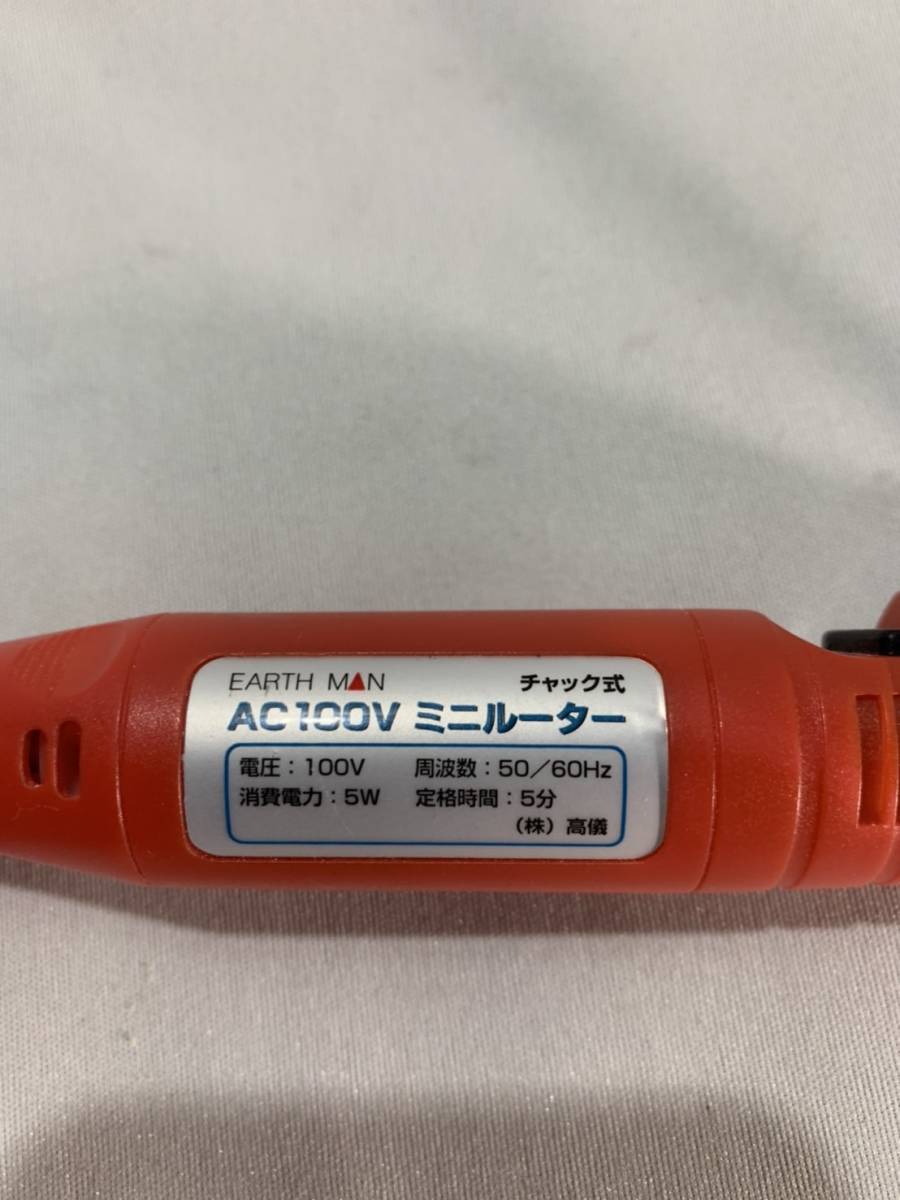 EARTH MAN チャック式
AC100V ミニルーター
電圧：100V 周波数：50／60Hz
消費電力：5W 定格時間：5分
（株）高儀